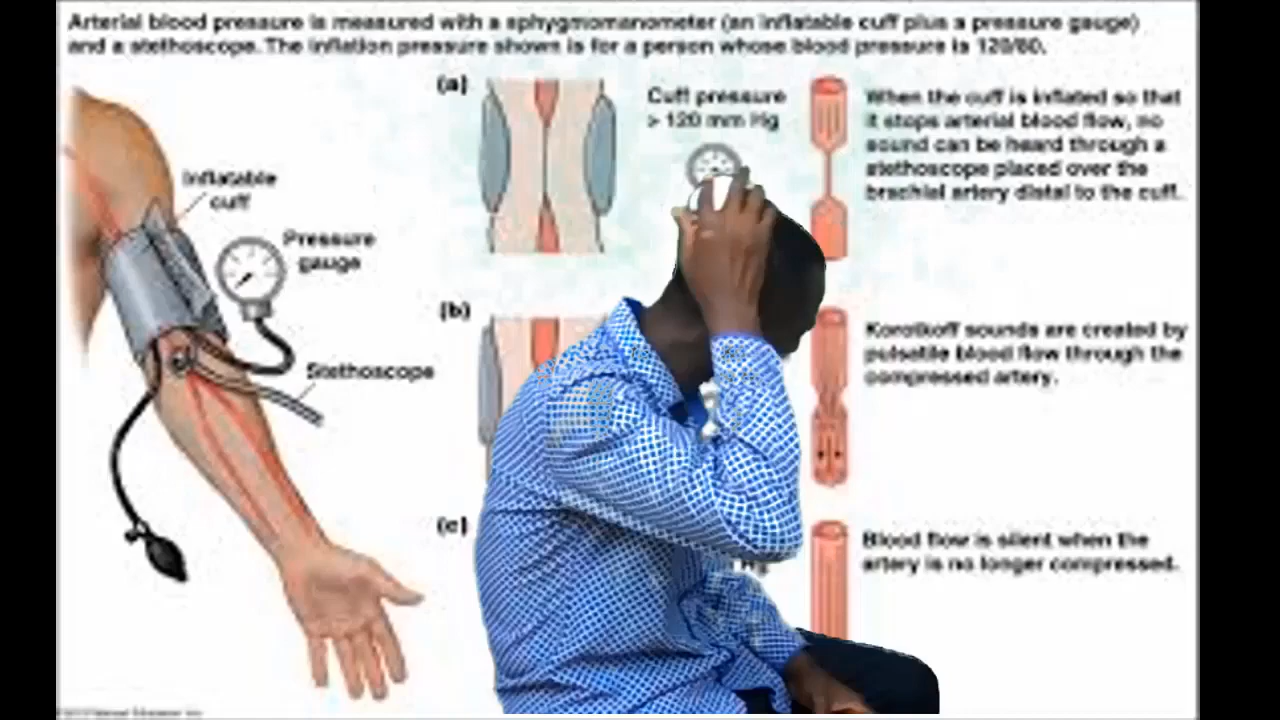 Arterial blood pressure is measured with a sphygmomanometer (an inflatable cuff plus a pressure gauge)
and a stethoscope. The inflation pressure shown is for a person whose blood pressure is 120/80.
(a)
Cuff pressure
> 120 mm Hg
When the cuff is inflated so that
it stops arterial blood flow, no
sound can be heard through a
stethoscope placed over the
brachial artery distal to the cuff.
Inflatable
cuff
Pressure
gauge
Stethoscope
(b)
Korotkoff sounds are created by
pulsatile blood flow through the
compressed artery.
(c)
Hg
Blood flow is silent when the
artery is no longer compressed.